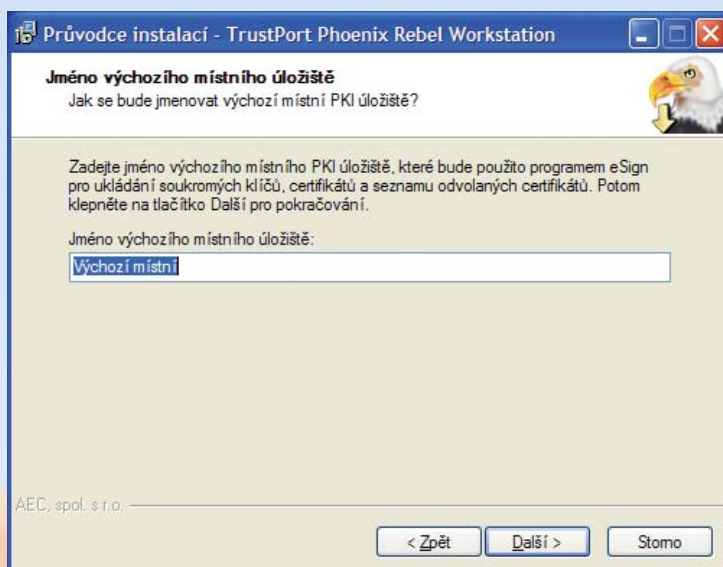 Průvodce instalací - TrustPort Phoenix Rebel Workstation
Jméno výchozího místního úložiště
Jak se bude jmenovat výchozí místní PKI úložiště?
Zadejte jméno výchozího místního PKI úložiště, které bude použito programem eSign
pro ukládání soukromých klíčů, certifikátů a seznamu odvolaných certifikátů. Potom
klepněte na tlačítko Další pro pokračování.
Jméno výchozího místního úložiště:
Výchozí místní
AEC, spol. s r.o.
< Zpět Další > Storno